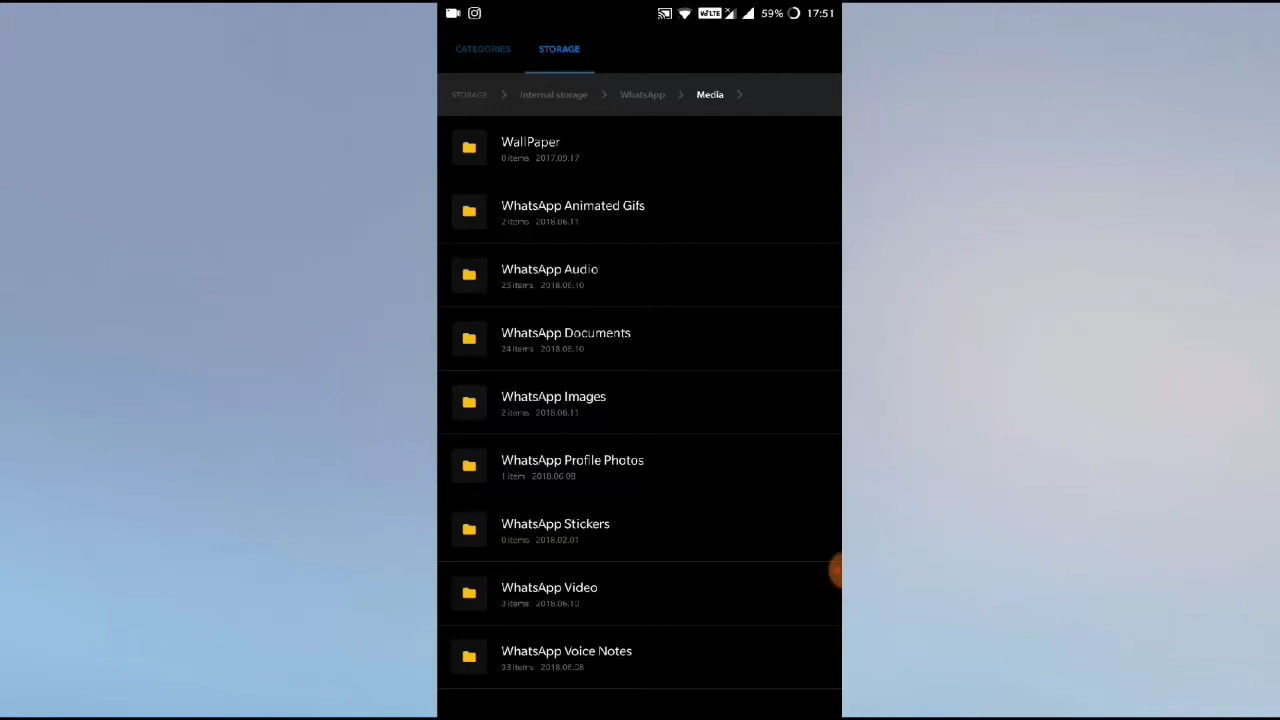 VoLTE 59% 17:51
CATEGORIES STORAGE
STORAGE Internal storage WhatsApp Media
WallPaper
0 items 2017.09.17
WhatsApp Animated Gifs
2 items 2018.06.11
WhatsApp Audio
25 items 2018.06.10
WhatsApp Documents
24 items 2018.06.10
WhatsApp Images
2 items 2018.06.11
WhatsApp Profile Photos
1 item 2018.06.09
WhatsApp Stickers
0 items 2018.02.01
WhatsApp Video
3 items 2018.06.10
WhatsApp Voice Notes
33 items 2018.06.08